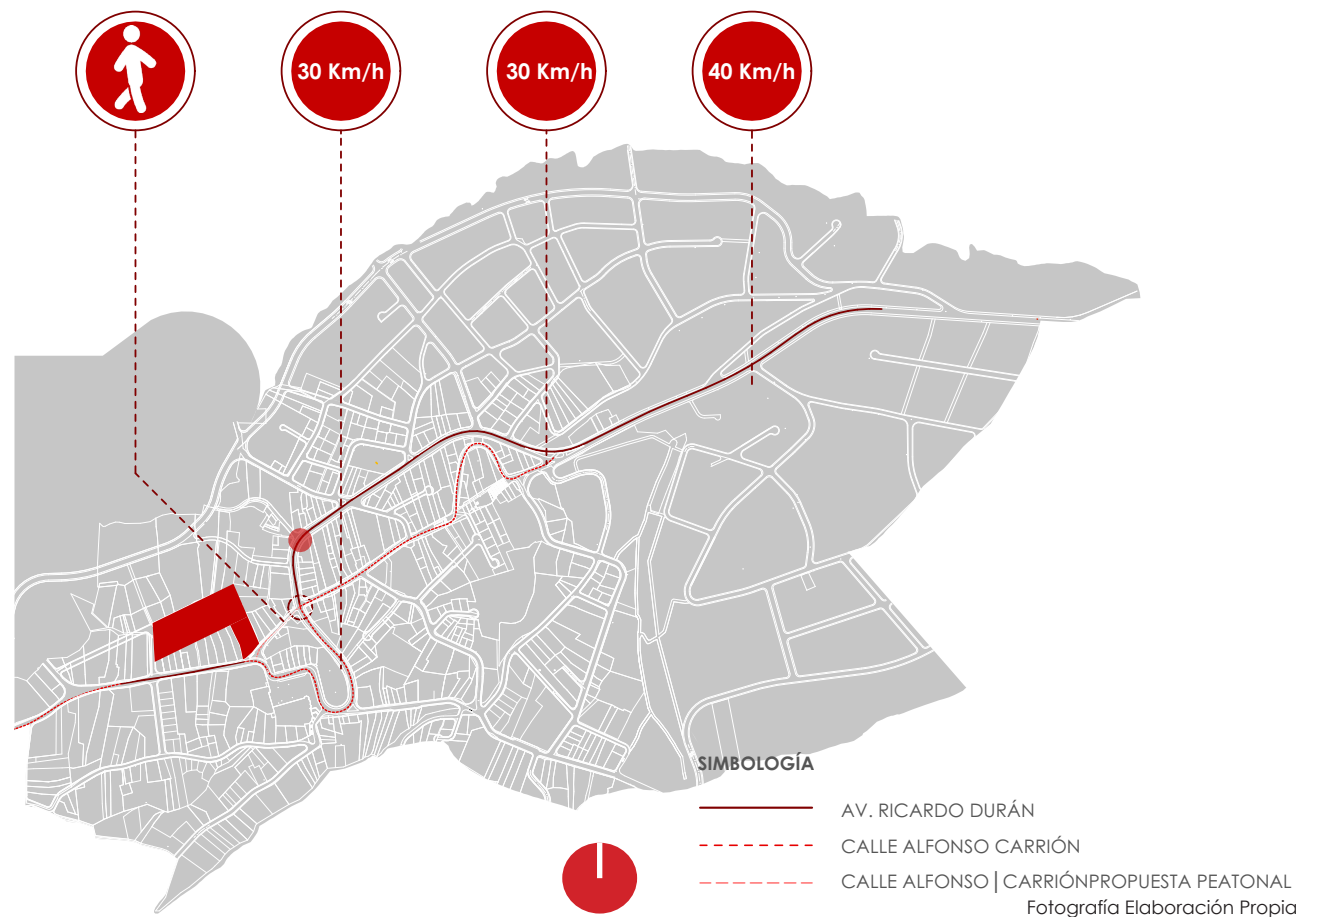 30 Km/h
30 Km/h
40 Km/h
SIMBOLOGÍA
AV. RICARDO DURÁN
CALLE ALFONSO CARRIÓN
CALLE ALFONSO | CARRIÓNPROPUESTA PEATONAL
Fotografía Elaboración Propia